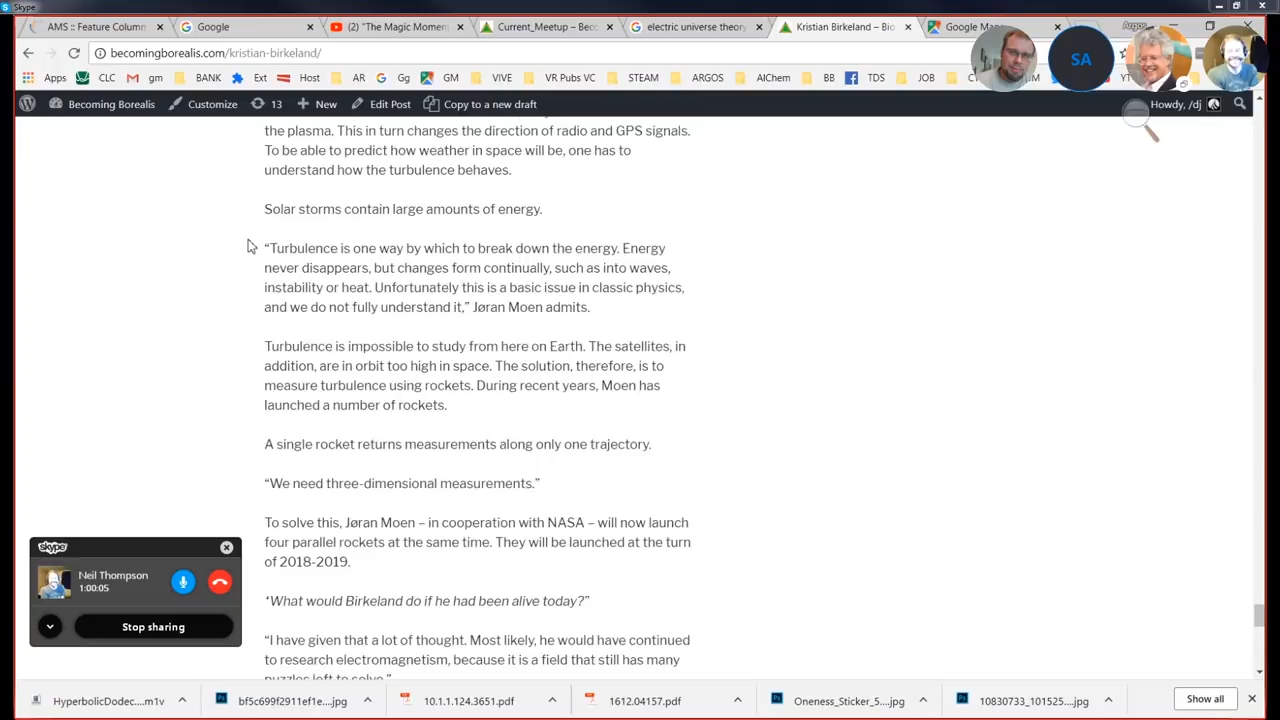 Skype
AMS :: Feature Column
Google
("The Magic Momen
Current_Meetup – Beco
electric universe theory
Kristian Birkeland – Bio
Google Ma
Argos
becomingborealis.com/kristian-birkeland/
SA
Apps CLC gm BANK Ext Host AR Gg GM VIVE VR Pubs VC STEAM ARGOS AIChem BB TDS JOB
Becoming Borealis Customize 13 New Edit Post Copy to a new draft Howdy, /dj
the plasma. This in turn changes the direction of radio and GPS signals.
To be able to predict how weather in space will be, one has to
understand how the turbulence behaves.
Solar storms contain large amounts of energy.
“Turbulence is one way by which to break down the energy. Energy
never disappears, but changes form continually, such as into waves,
instability or heat. Unfortunately this is a basic issue in classic physics,
and we do not fully understand it,” Jøran Moen admits.
Turbulence is impossible to study from here on Earth. The satellites, in
addition, are in orbit too high in space. The solution, therefore, is to
measure turbulence using rockets. During recent years, Moen has
launched a number of rockets.
A single rocket returns measurements along only one trajectory.
“We need three-dimensional measurements.”
To solve this, Jøran Moen – in cooperation with NASA – will now launch
four parallel rockets at the same time. They will be launched at the turn
of 2018-2019.
‘What would Birkeland do if he had been alive today?”
“I have given that a lot of thought. Most likely, he would have continued
to research electromagnetism, because it is a field that still has many
puzzles left to solve.”
skype
Neil Thompson
1:00:05
Stop sharing
HyperbolicDodec....m1v
bf5c699f2911ef1e....jpg
10.1.1.124.3651.pdf
1612.04157.pdf
Oneness_Sticker_5....jpg
10830733_101525....jpg
Show all